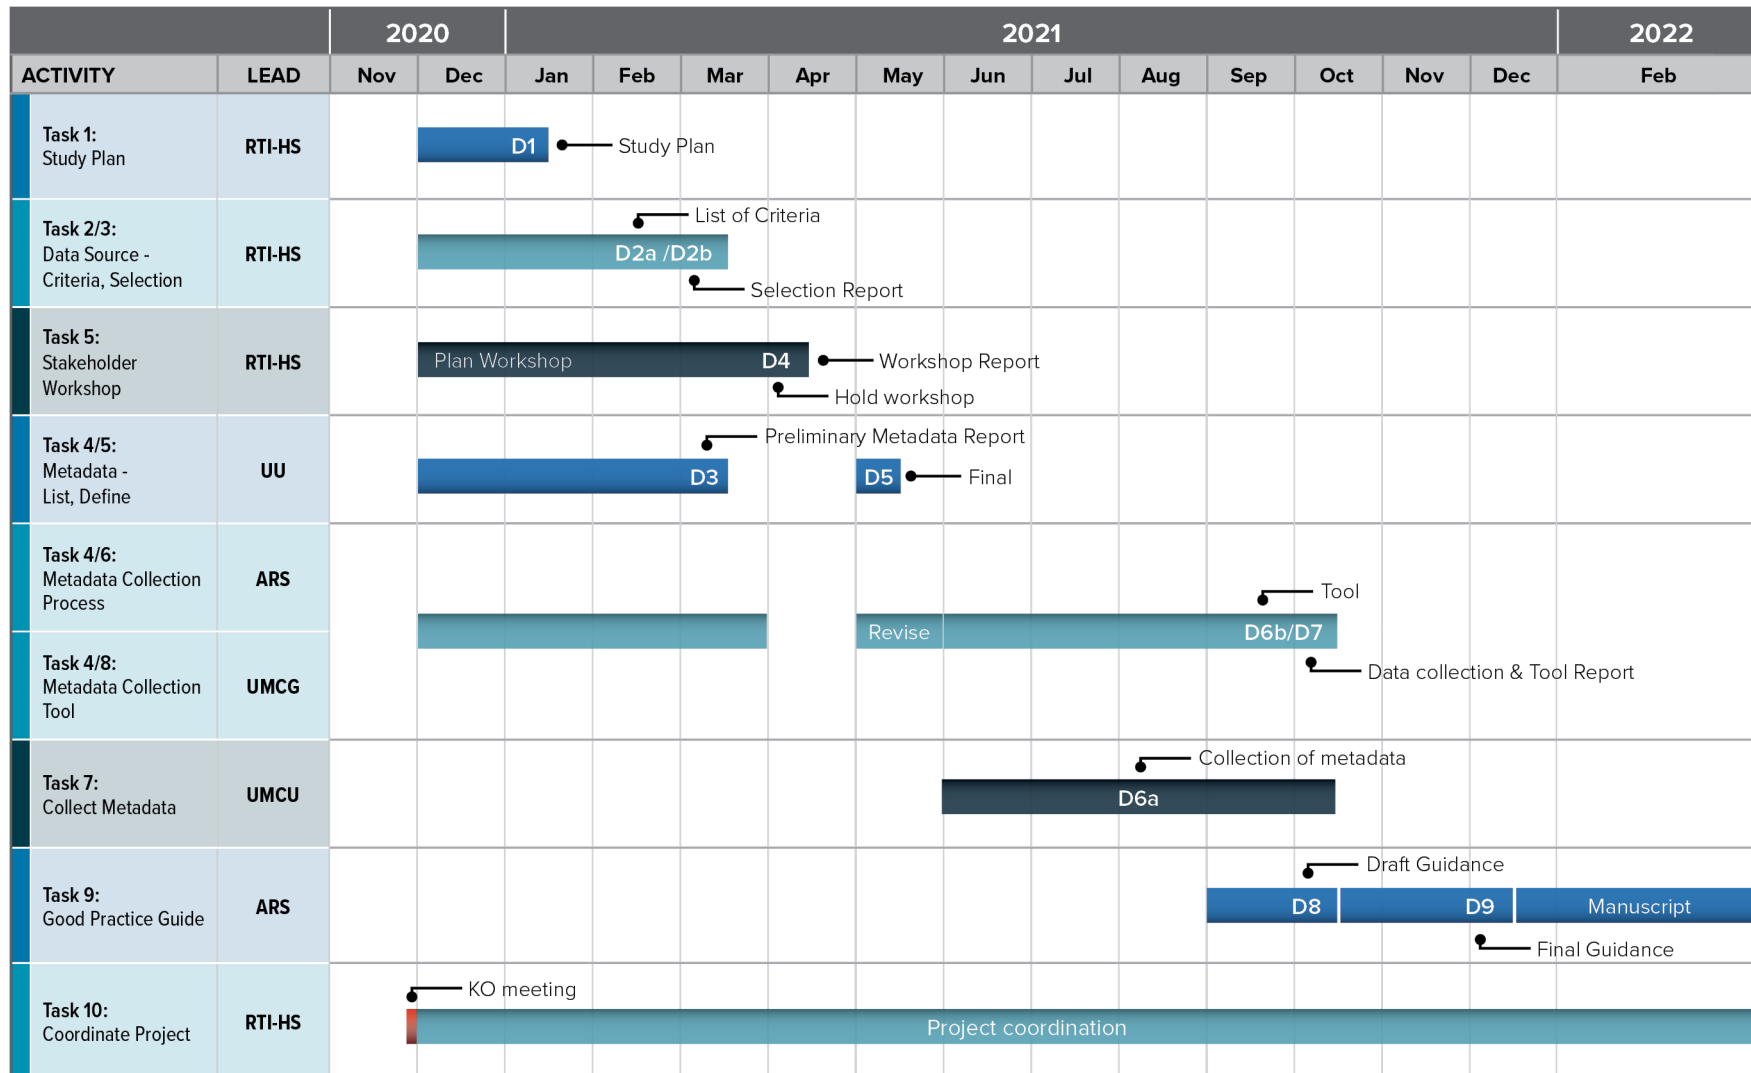 2020 2021 2022
ACTIVITY LEAD Nov Dec Jan Feb Mar Apr May Jun Jul Aug Sep Oct Nov Dec Feb
Task 1:
Study Plan
RTI-HS
D1
Study Plan
Task 2/3:
Data Source -
Criteria, Selection
RTI-HS
List of Criteria
D2a /D2b
Selection Report
Task 5:
Stakeholder
Workshop
RTI-HS
Plan Workshop
D4
Workshop Report
Hold workshop
Task 4/5:
Metadata -
List, Define
UU
Preliminary Metadata Report
D3
D5
Final
Task 4/6:
Metadata Collection
Process
ARS
Tool
Revise
D6b/D7
Task 4/8:
Metadata Collection
Tool
UMCG
Data collection & Tool Report
Task 7:
Collect Metadata
UMCU
Collection of metadata
D6a
Task 9:
Good Practice Guide
ARS
Draft Guidance
D8
D9
Manuscript
Final Guidance
Task 10:
Coordinate Project
RTI-HS
KO meeting
Project coordination